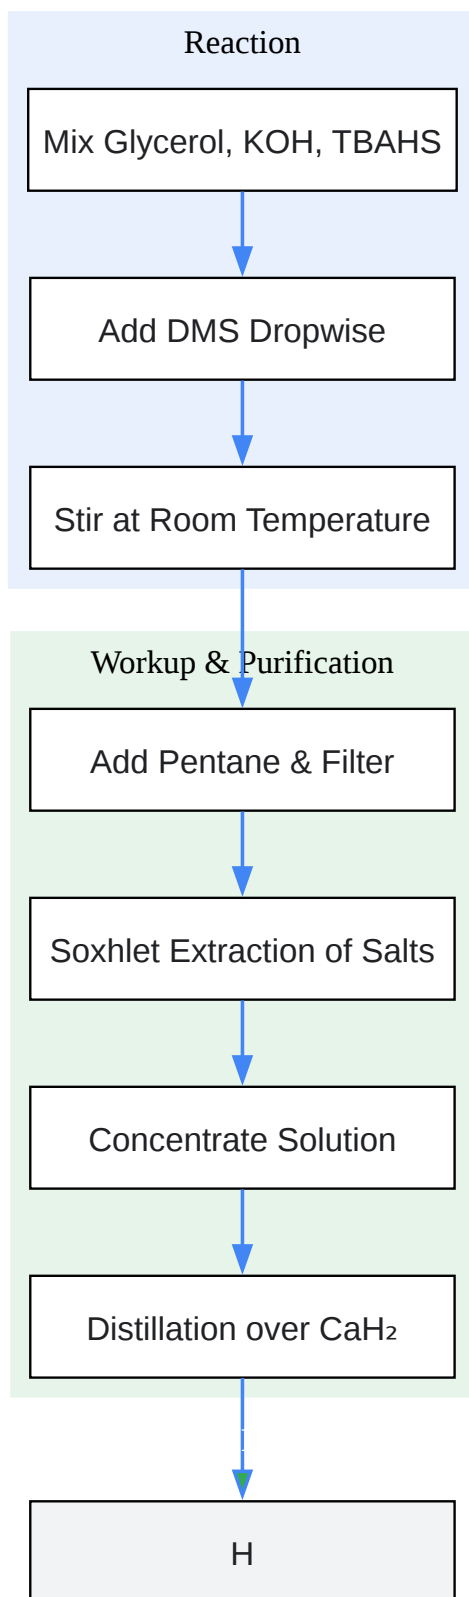 Reaction
Mix Glycerol, KOH, TBAHS
Add DMS Dropwise
Stir at Room Temperature
Workup & Purification
Add Pentane & Filter
Soxhlet Extraction of Salts
Concentrate Solution
Distillation over CaH₂
H